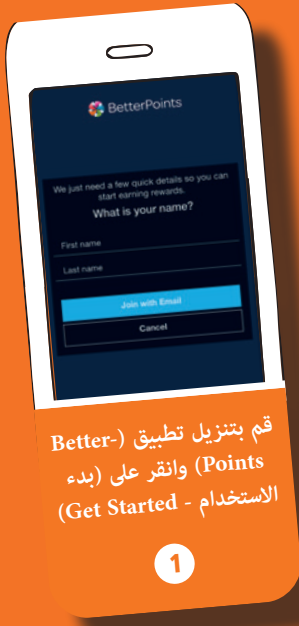 BetterPoints
We just need a few quick details so you can
start earning rewards.
What is your name?
First name
Last name
Join with Email
Cancel
قم بتنزيل تطبيق (Better-
Points) وانقر على (بدء
الاستخدام - Get Started)
1